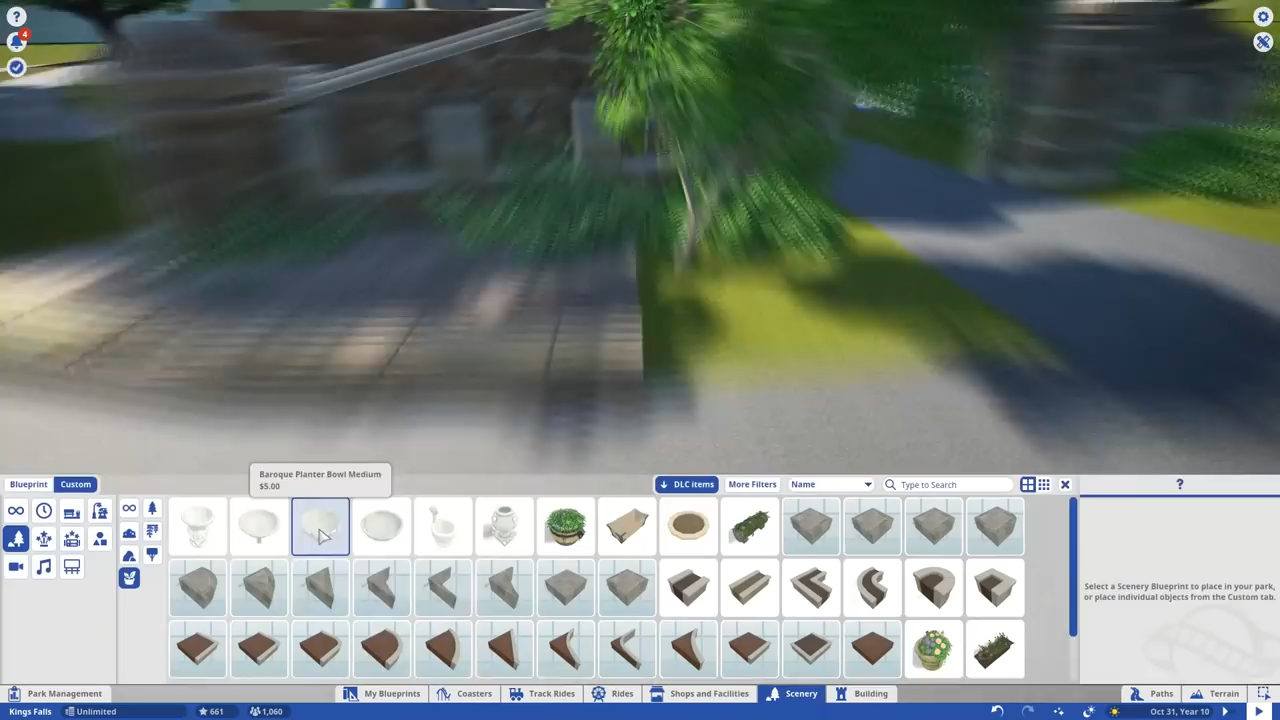 ?
4
Baroque Planter Bowl Medium
$5.00
Blueprint
Custom
DLC items
More Filters
Name
Type to Search
?
Select a Scenery Blueprint to place in your park,
or place individual objects from the Custom tab.
Park Management
My Blueprints
Coasters
Track Rides
Rides
Shops and Facilities
Scenery
Building
Paths
Terrain
Kings Falls
Unlimited
661
1,060
Oct 31, Year 10